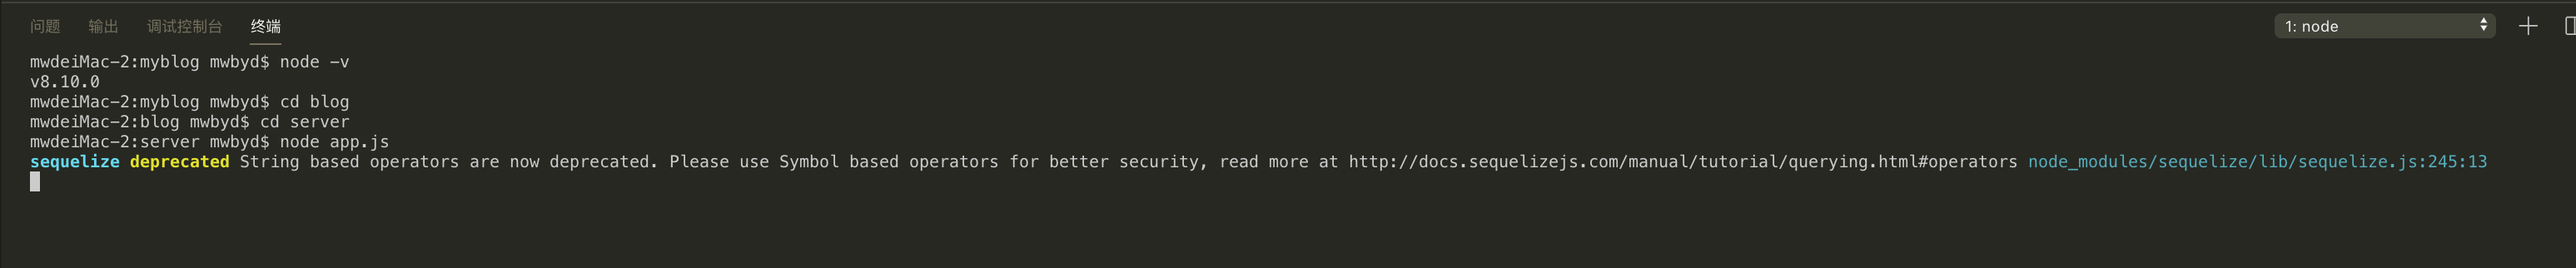 问题 输出 调试控制台 终端 1: node
mwdeiMac-2:myblog mwbyd$ node -v
v8.10.0
mwdeiMac-2:myblog mwbyd$ cd blog
mwdeiMac-2:blog mwbyd$ cd server
mwdeiMac-2:server mwbyd$ node app.js
sequelize deprecated String based operators are now deprecated. Please use Symbol based operators for better security, read more at http://docs.sequelizejs.com/manual/tutorial/querying.html#operators node_modules/sequelize/lib/sequelize.js:245:13